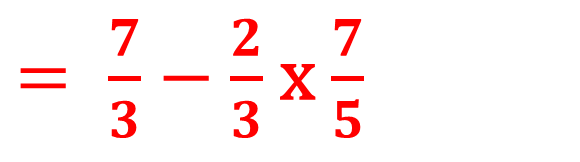 = 7/3 − 2/3 x 7/5